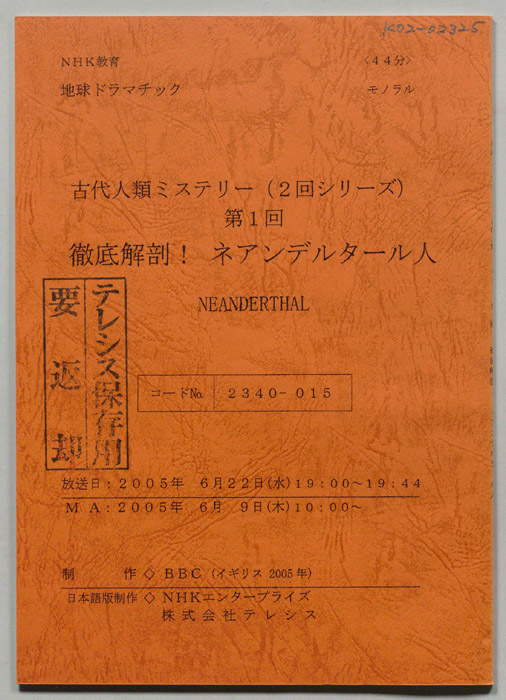 K02-02325
NHK教育 〈44分〉
地球ドラマチック モノラル
古代人類ミステリー（2回シリーズ）
第1回
徹底解剖！ ネアンデルタール人
NEANDERTHAL
テレシス保存用
要返却
コードNo. 2340-015
放送日：2005年 6月22日(水)19:00～19:44
MA：2005年 6月 9日(木)10:00～
制 作◇BBC（イギリス 2005年）
日本語版制作◇NHKエンタープライズ
株式会社テレシス